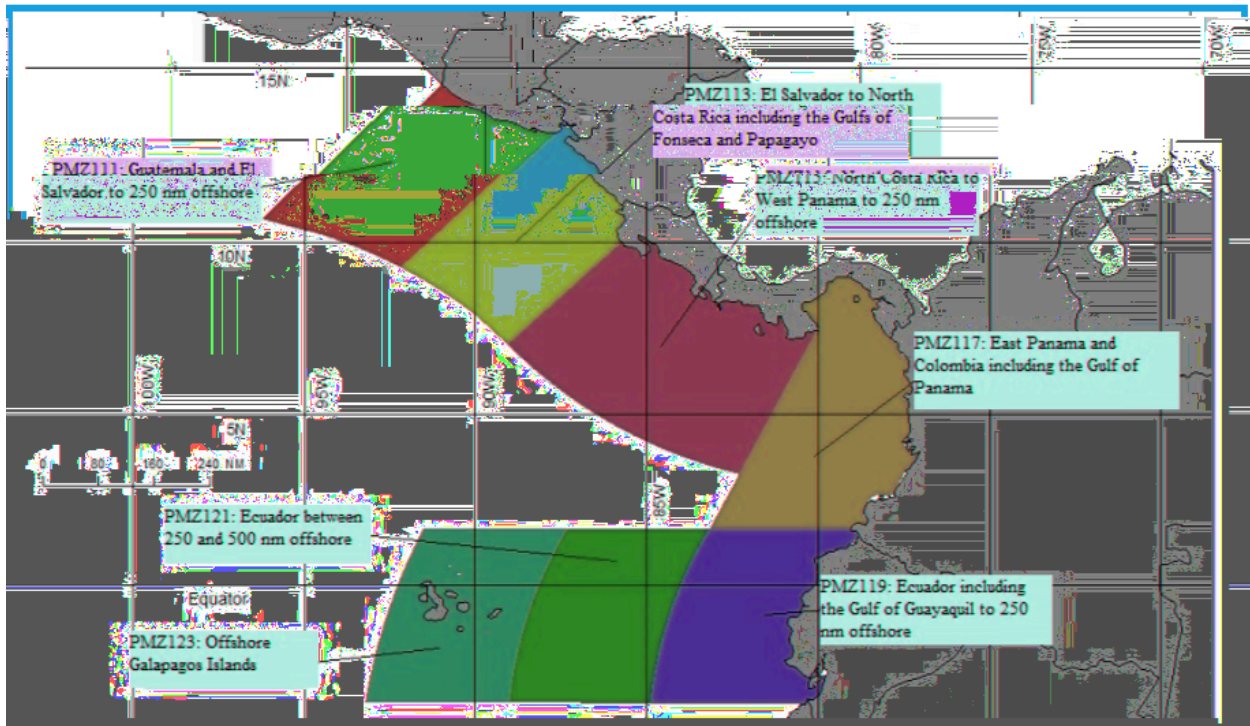 80W
75W
70W
15N
PMZ113: El Salvador to North
Costa Rica including the Gulfs of
Fonseca and Papagayo
PMZ111: Guatemala and El
Salvador to 250 nm offshore
PMZ115: North Costa Rica to
West Panama to 250 nm
offshore
10N
PMZ117: East Panama and
Colombia including the Gulf of
Panama
100W
95W
90W
5N
0 80 160 240 NM
85W
PMZ121: Ecuador between
250 and 500 nm offshore
Equator
PMZ119: Ecuador including
the Gulf of Guayaquil to 250
nm offshore
PMZ123: Offshore
Galapagos Islands